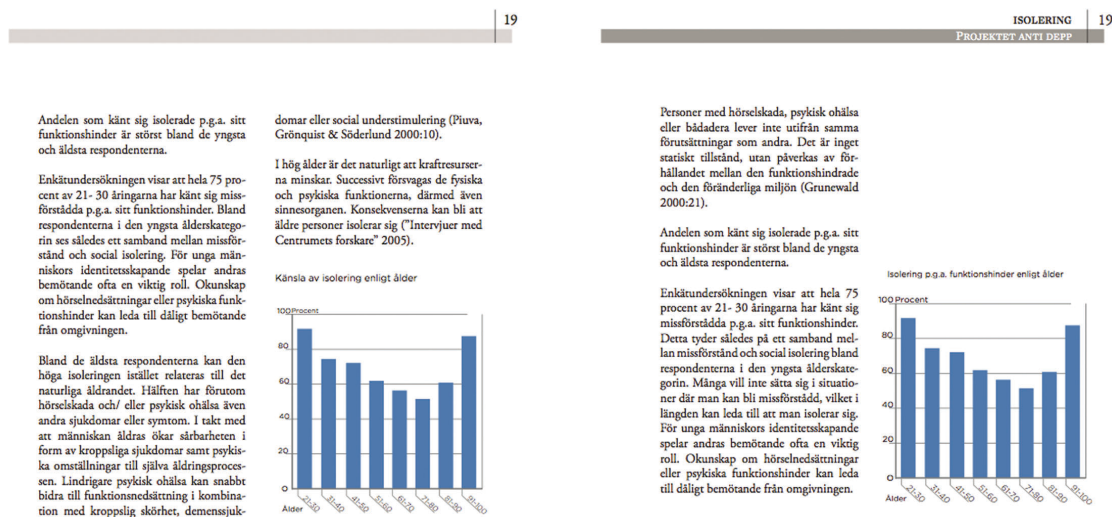 19
Andelen som känt sig isolerade p.g.a. sitt
funktionshinder är störst bland de yngsta
och äldsta respondenterna.
Enkätundersökningen visar att hela 75 pro-
cent av 21- 30 åringarna har känt sig miss-
förstådda p.g.a. sitt funktionshinder. Bland
respondenterna i den yngsta ålderskatego-
rin ses således ett samband mellan missför-
stånd och social isolering. För unga män-
niskors identitetsskapande spelar andras
bemötande ofta en viktig roll. Okunskap
om hörselnedsättningar eller psykiska funk-
tionshinder kan leda till dåligt bemötande
från omgivningen.
Bland de äldsta respondenterna kan den
höga isoleringen istället relateras till det
naturliga åldrandet. Hälften har förutom
hörselskada och/ eller psykisk ohälsa även
andra sjukdomar eller symtom. I takt med
att människan åldras ökar sårbarheten i
form av kroppsliga sjukdomar samt psykis-
ka omställningar till själva åldringsproces-
sen. Lindrigare psykisk ohälsa kan snabbt
bidra till funktionsnedsättning i kombina-
tion med kroppslig skörhet, demenssjuk-
domar eller social understimulering (Piuva,
Grönquist & Söderlund 2000:10).
I hög ålder är det naturligt att kraftresurser-
na minskar. Successivt försvagas de fysiska
och psykiska funktionerna, därmed även
sinnesorganen. Konsekvenserna kan bli att
äldre personer isolerar sig ("Intervjuer med
Centrumets forskare" 2005).
Känsla av isolering enligt ålder
100 Procent
80
60
40
20
0
Ålder
21-30
31-40
41-50
51-60
61-70
71-80
81-90
91-100
ISOLERING
19
PROJEKTET ANTI DEPP
Personer med hörselskada, psykisk ohälsa
eller bådadera lever inte utifrån samma
förutsättningar som andra. Det är inget
statiskt tillstånd, utan påverkas av för-
hållandet mellan den funktionshindrade
och den föränderliga miljön (Grunewald
2000:21).
Andelen som känt sig isolerade p.g.a. sitt
funktionshinder är störst bland de yngsta
och äldsta respondenterna.
Enkätundersökningen visar att hela 75
procent av 21- 30 åringarna har känt sig
missförstådda p.g.a. sitt funktionshinder.
Detta tyder således på ett samband mel-
lan missförstånd och social isolering bland
respondenterna i den yngsta ålderskate-
gorin. Många vill inte sätta sig i situatio-
ner där man kan bli missförstådd, vilket i
längden kan leda till att man isolerar sig.
För unga människors identitetsskapande
spelar andras bemötande ofta en viktig
roll. Okunskap om hörselnedsättningar
eller psykiska funktionshinder kan leda
till dåligt bemötande från omgivningen.
Isolering p.g.a. funktionshinder enligt ålder
100 Procent
80
60
40
20
0
Ålder
21-30
31-40
41-50
51-60
61-70
71-80
81-90
91-100